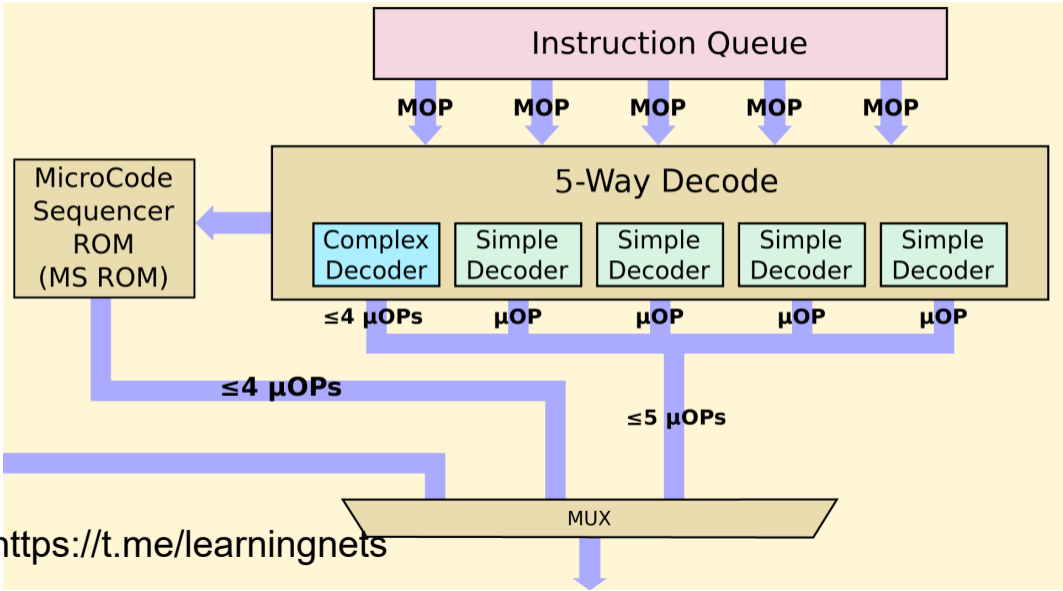 Instruction Queue
MOP MOP MOP MOP MOP
5-Way Decode
MicroCode
Sequencer
ROM
(MS ROM)
Complex
Decoder
Simple
Decoder
Simple
Decoder
Simple
Decoder
Simple
Decoder
≤4 µOPs µOP µOP µOP µOP
≤4 µOPs
≤5 µOPs
MUX
https://t.me/learningnets